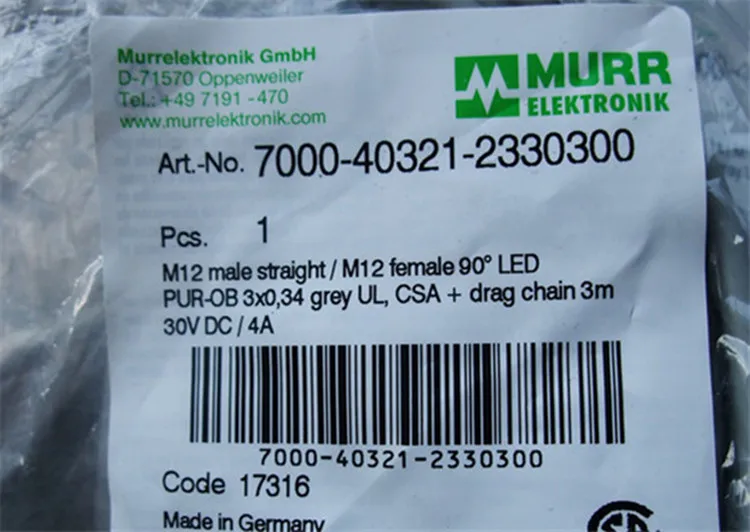 Murrelektronik GmbH
D-71570 Oppenweiler
Tel.: +49 7191 -470
www.murrelektronik.com
MURR
ELEKTRONIK
Art.-No. 7000-40321-2330300
Pcs. 1
M12 male straight / M12 female 90° LED
PUR-OB 3x0,34 grey UL, CSA + drag chain 3m
30V DC / 4A
7000-40321-2330300
Code 17316
Made in Germany